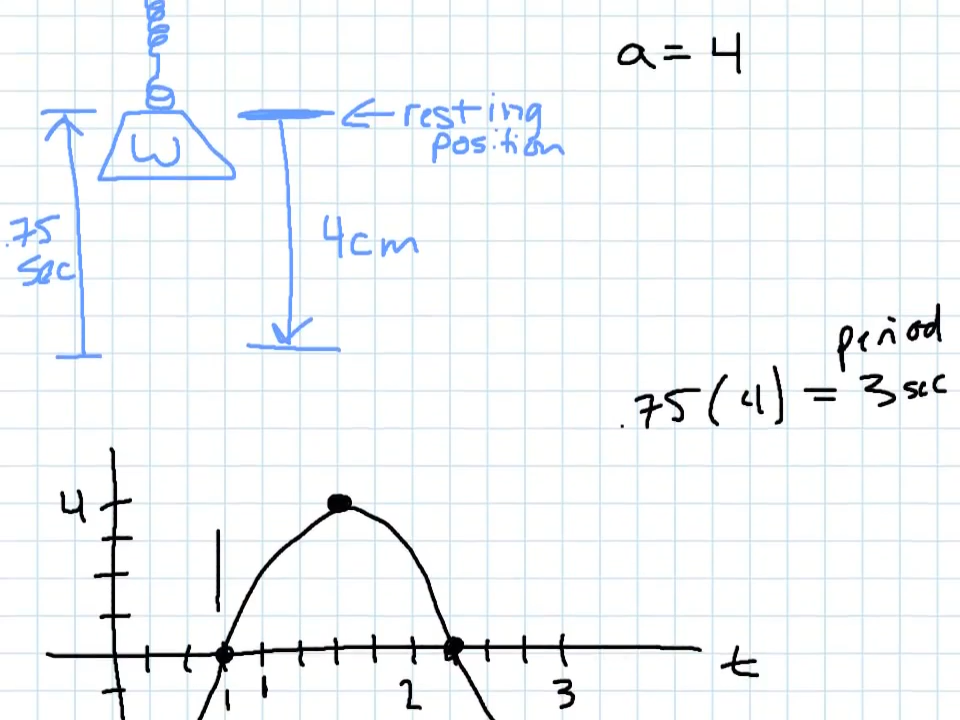 a = 4
← resting
position
W
.75
sec
4cm
period
.75(4) = 3 sec
4
t
1
2
3